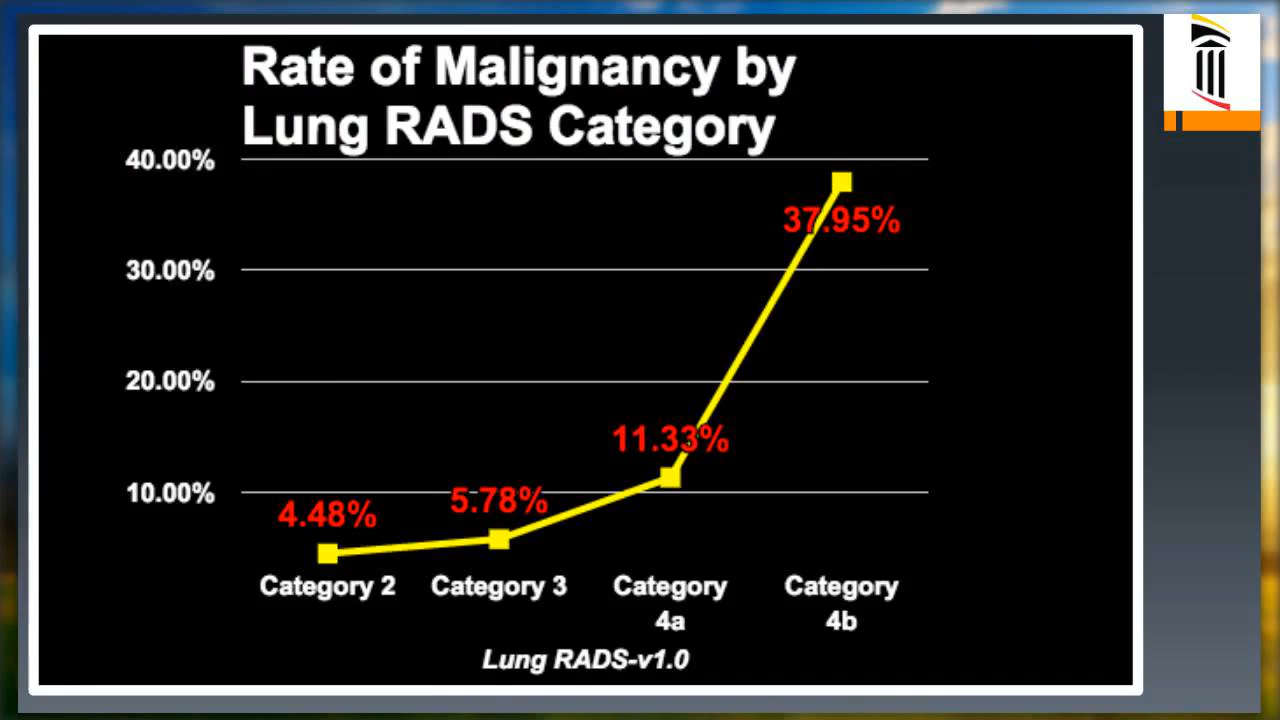 Rate of Malignancy by
Lung RADS Category
40.00%
30.00%
20.00%
10.00%
37.95%
11.33%
5.78%
4.48%
Category 2
Category 3
Category
4a
Category
4b
Lung RADS-v1.0